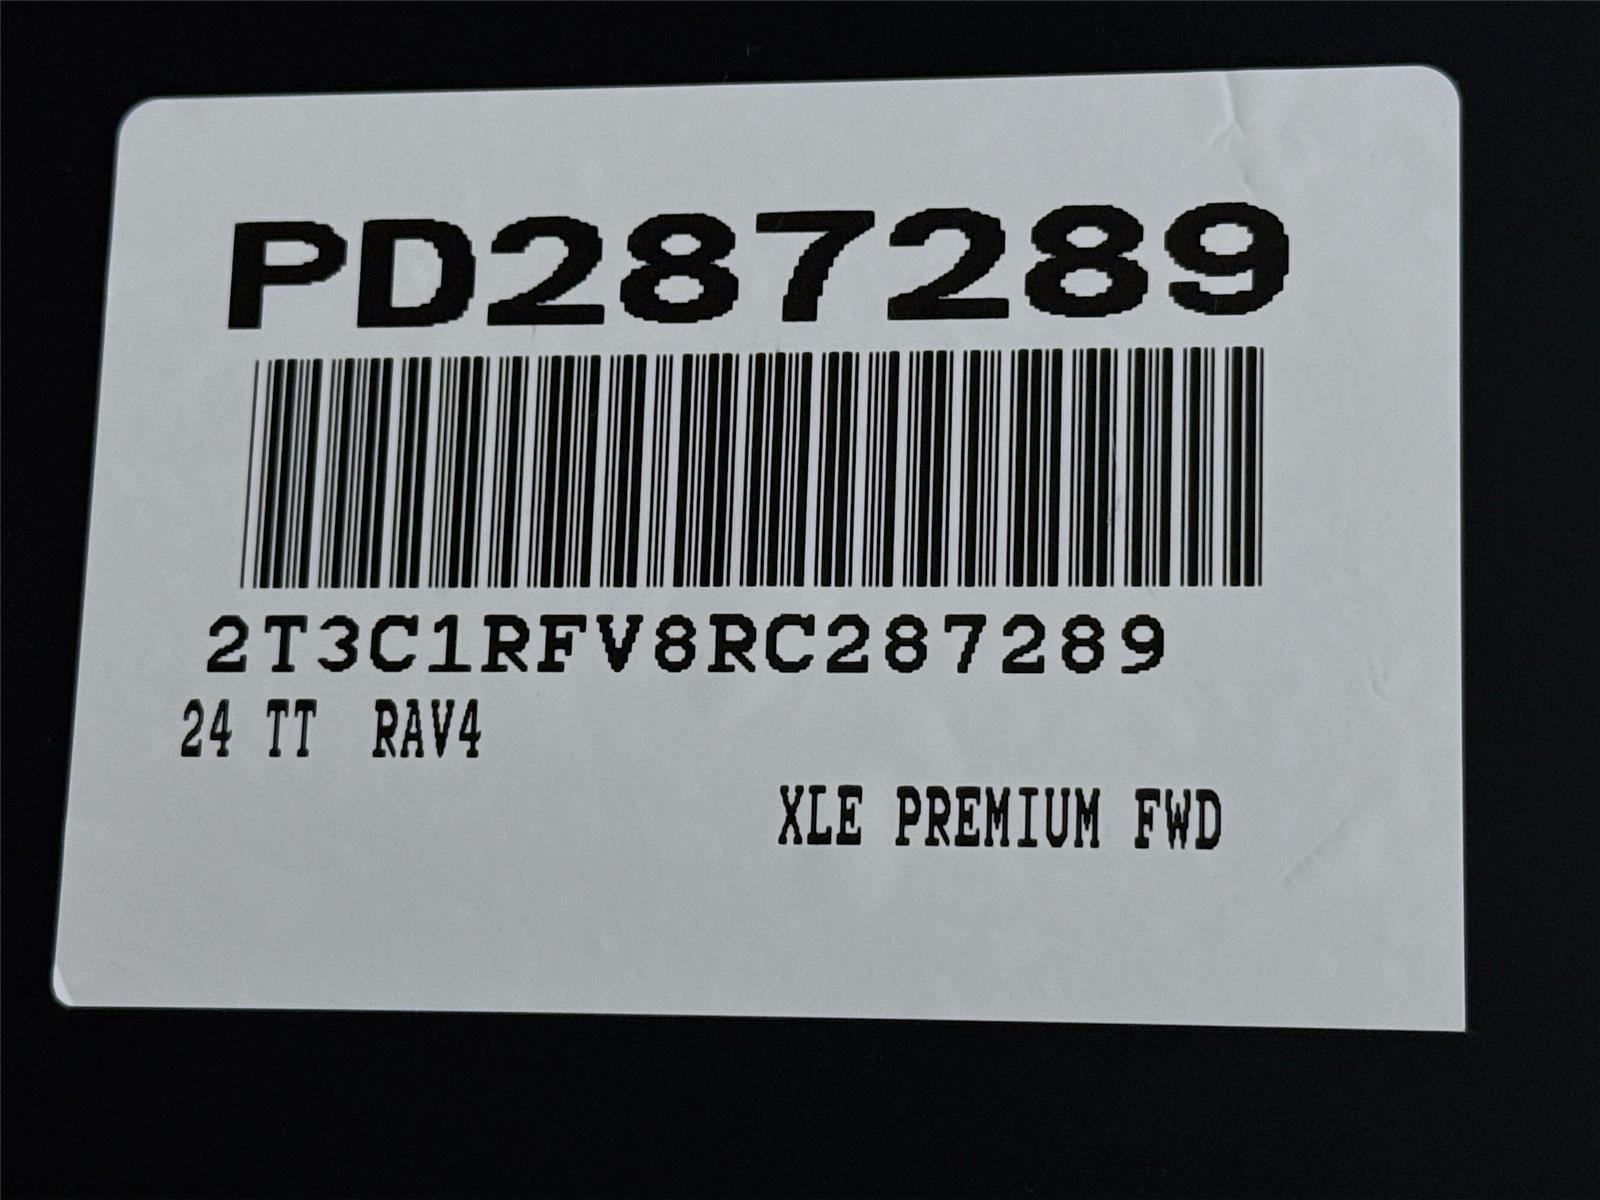 PD287289
2T3C1RFV8RC287289
24 TT RAV4
XLE PREMIUM FWD